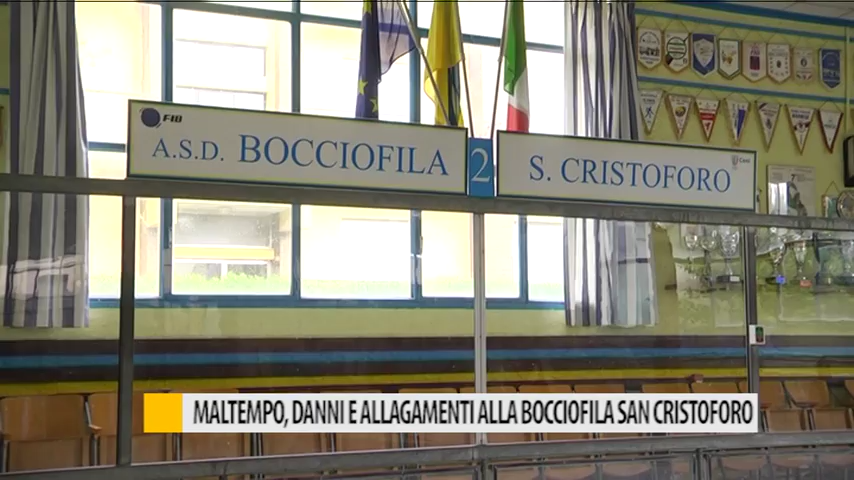 FIB
A.S.D. BOCCIOFILA
2
S. CRISTOFORO
MALTEMPO, DANNI E ALLAGAMENTI ALLA BOCCIOFILA SAN CRISTOFORO